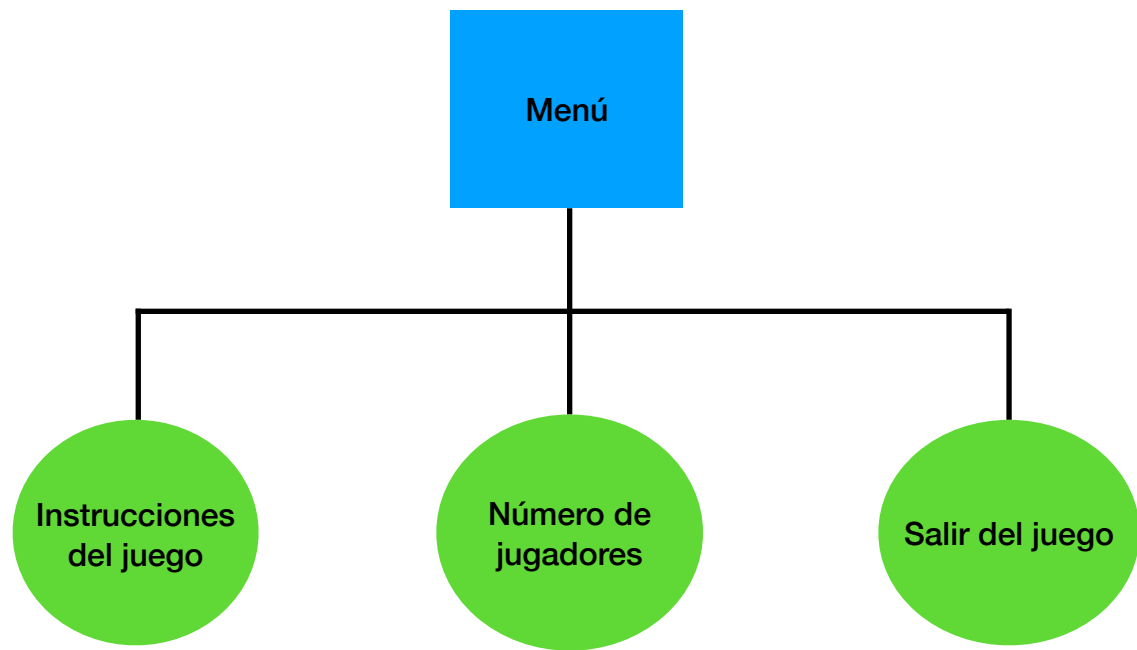 Menú
Instrucciones
del juego
Número de
jugadores
Salir del juego